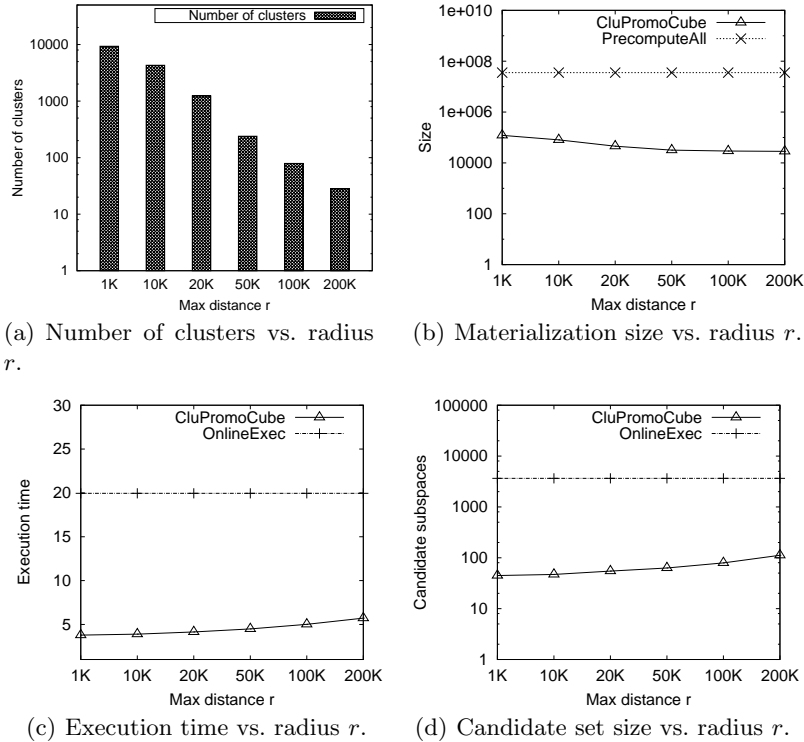 Number of clusters
10000
1000
100
10
1
Number of clusters
1K 10K 20K 50K 100K 200K
Max distance r
(a) Number of clusters vs. radius
r.
CluPromoCube
PrecomputeAll
1e+010
1e+008
1e+006
10000
100
1
Size
1K 10K 20K 50K 100K 200K
Max distance r
(b) Materialization size vs. radius r.
CluPromoCube
OnlineExec
30
25
20
15
10
5
Execution time
1K 10K 20K 50K 100K 200K
Max distance r
(c) Execution time vs. radius r.
CluPromoCube
OnlineExec
100000
10000
1000
100
10
1
Candidate subspaces
1K 10K 20K 50K 100K 200K
Max distance r
(d) Candidate set size vs. radius r.